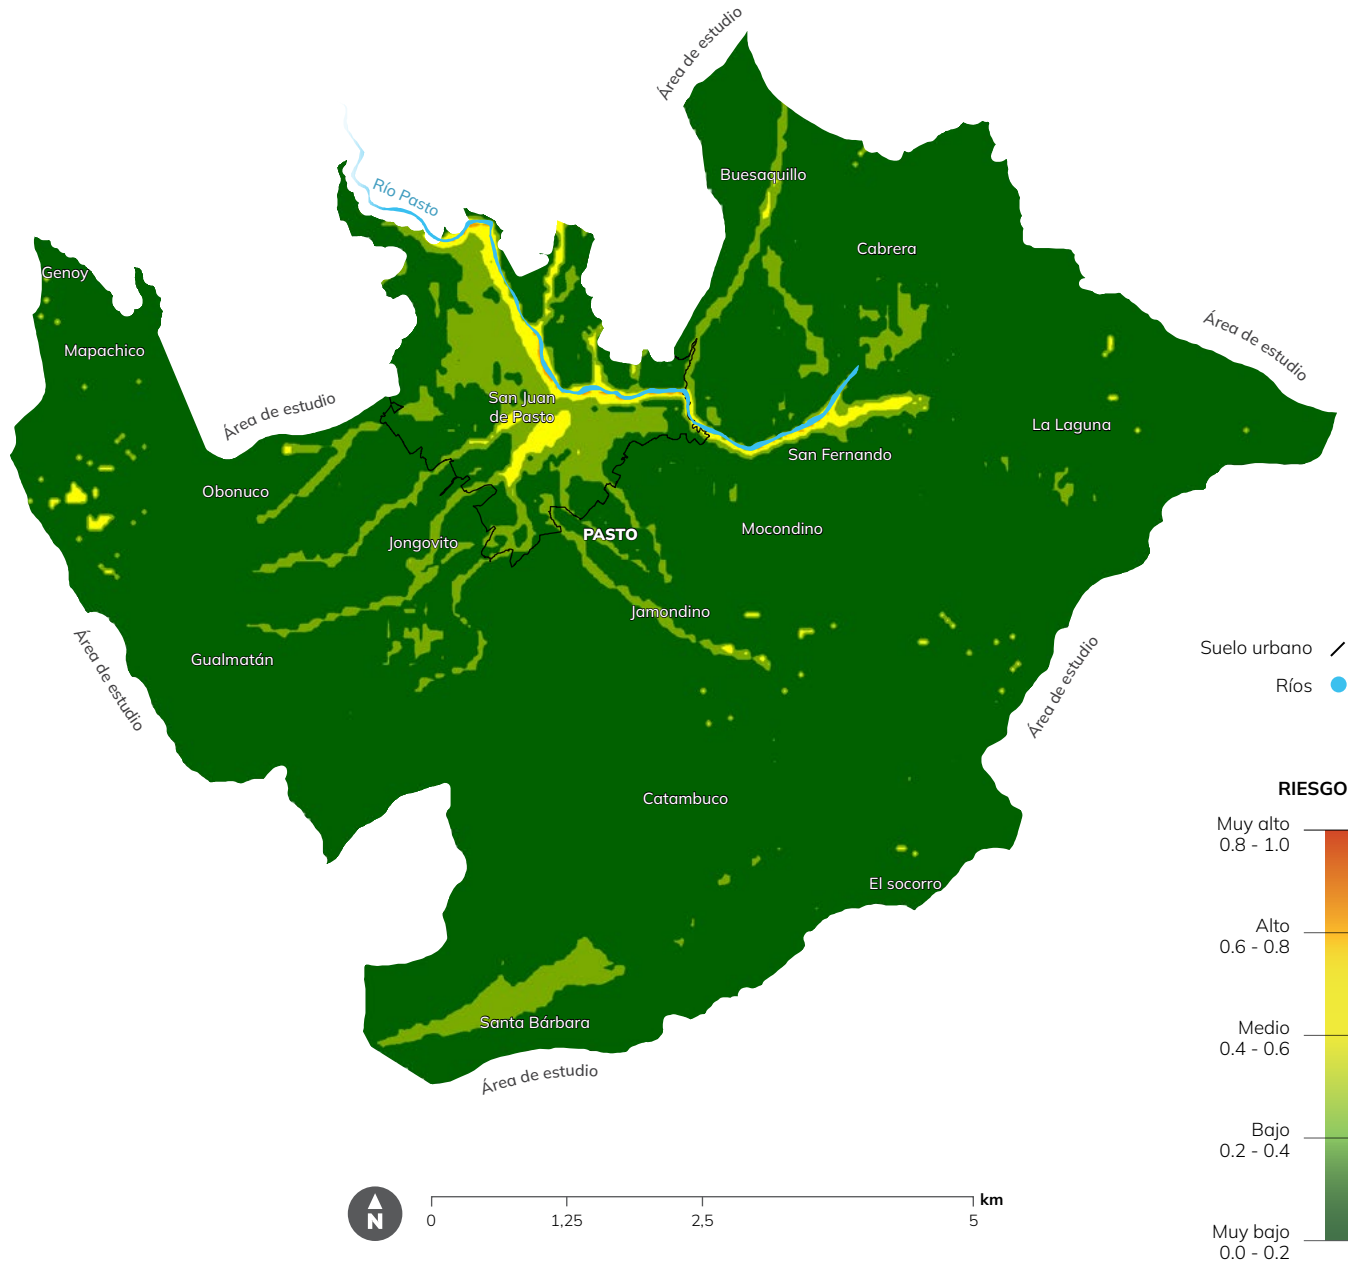 Área de estudio
Buesaquillo
Río Pasto
Cabrera
Genoy
Área de estudio
Mapachico
San Juan
de Pasto
Área de estudio
La Laguna
San Fernando
Obonuco
Mocondino
PASTO
Jongovito
Jamondino
Gualmatán
Área de estudio
Área de estudio
Suelo urbano
Ríos
Catambuco
El socorro
Santa Bárbara
Área de estudio
RIESGO
Muy alto
0.8 - 1.0
Alto
0.6 - 0.8
Medio
0.4 - 0.6
Bajo
0.2 - 0.4
Muy bajo
0.0 - 0.2
N
km
0 1,25 2,5 5